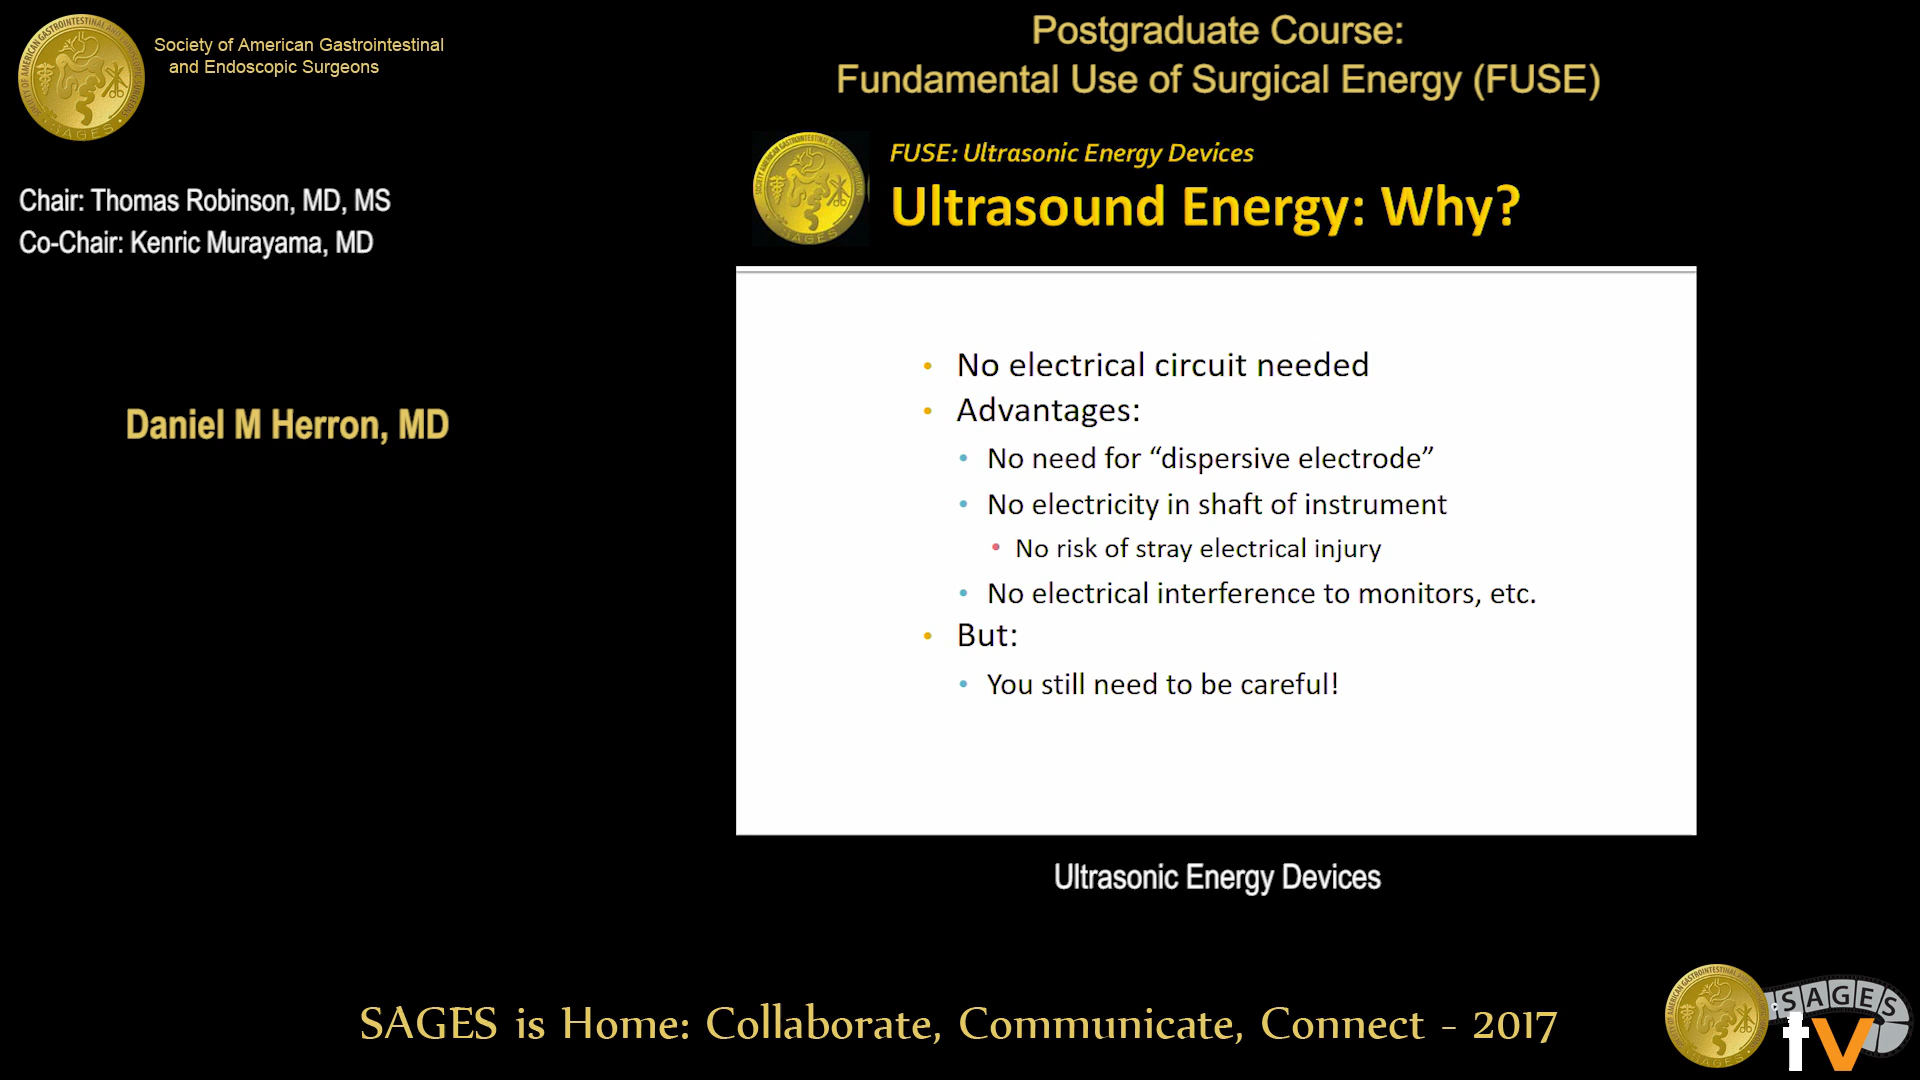 Society of American Gastrointestinal
and Endoscopic Surgeons
Postgraduate Course:
Fundamental Use of Surgical Energy (FUSE)
Chair: Thomas Robinson, MD, MS
Co-Chair: Kenric Murayama, MD
Daniel M Herron, MD
FUSE: Ultrasonic Energy Devices
Ultrasound Energy: Why?
• No electrical circuit needed
• Advantages:
• No need for “dispersive electrode”
• No electricity in shaft of instrument
• No risk of stray electrical injury
• No electrical interference to monitors, etc.
• But:
• You still need to be careful!
Ultrasonic Energy Devices
SAGES is Home: Collaborate, Communicate, Connect - 2017
SAGES
tv